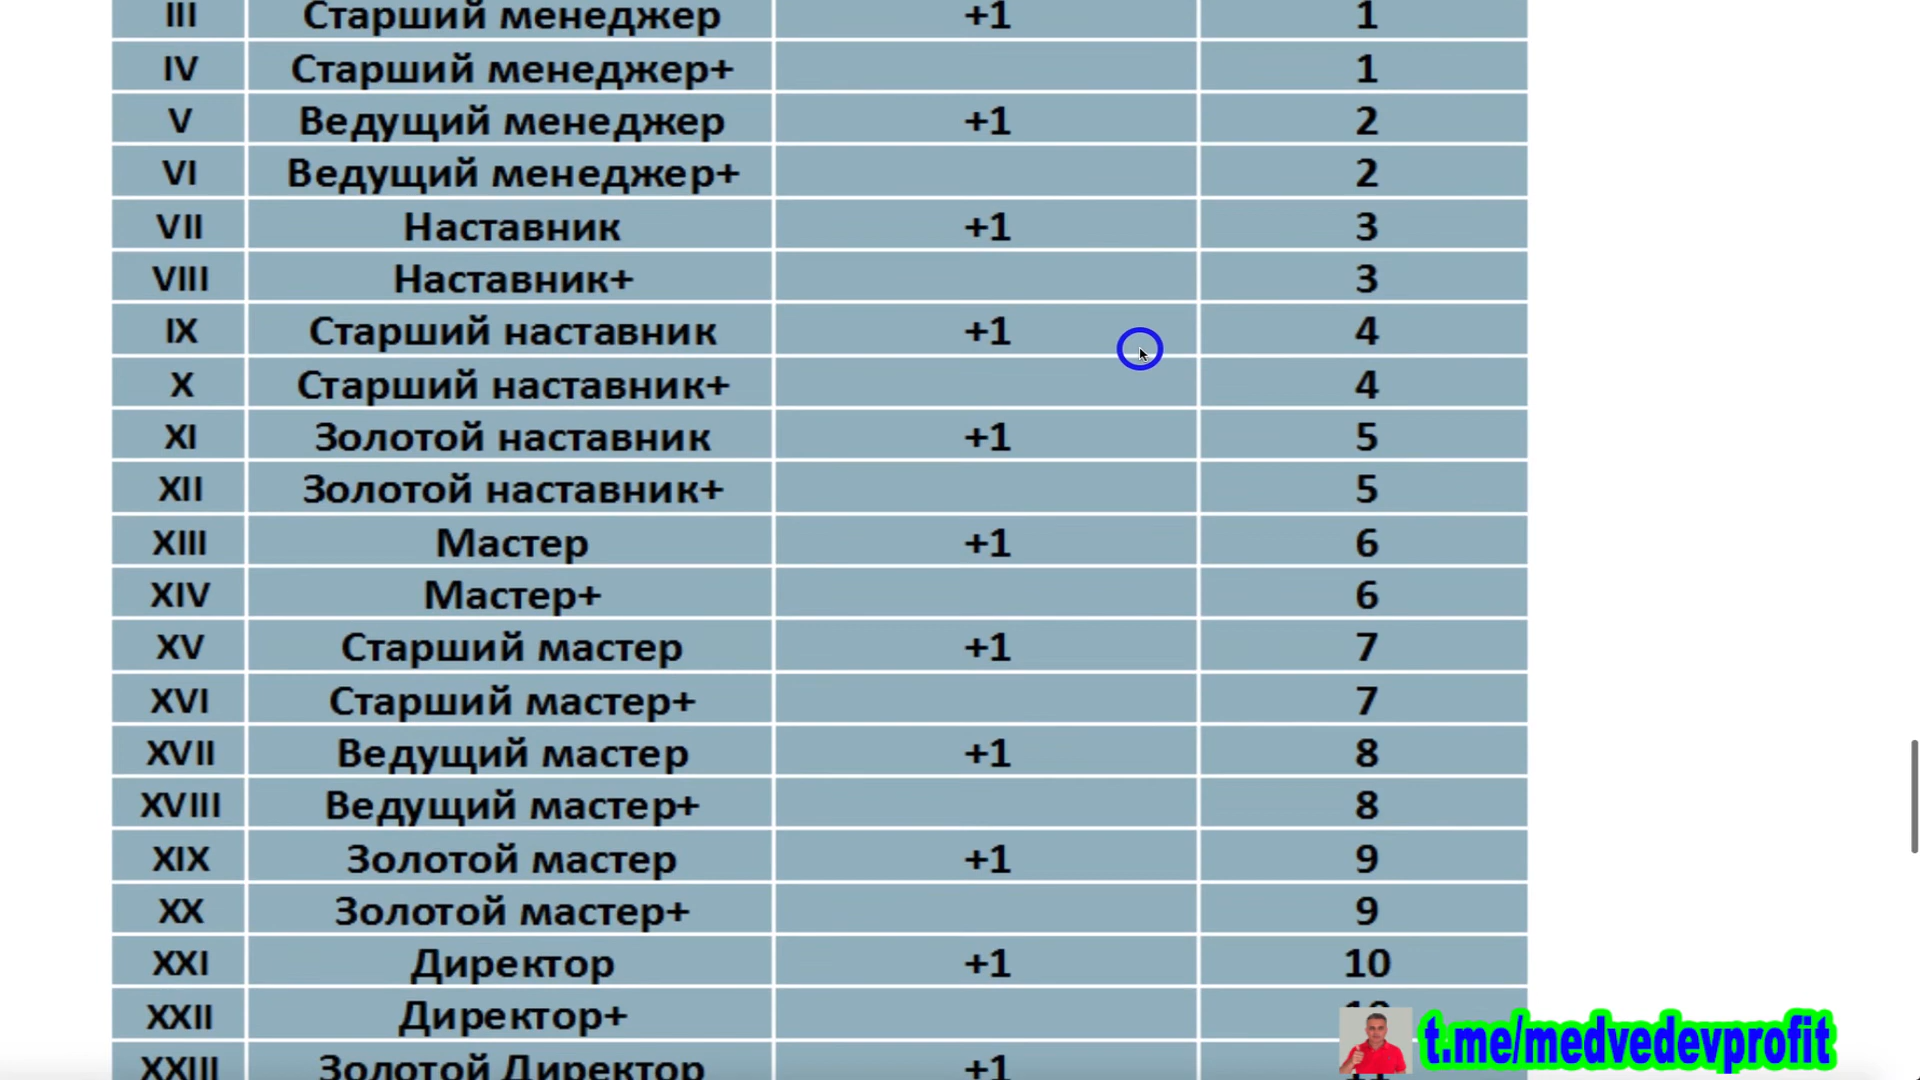 III Старший менеджер +1 1
IV Старший менеджер+ 1
V Ведущий менеджер +1 2
VI Ведущий менеджер+ 2
VII Наставник +1 3
VIII Наставник+ 3
IX Старший наставник +1 4
X Старший наставник+ 4
XI Золотой наставник +1 5
XII Золотой наставник+ 5
XIII Мастер +1 6
XIV Мастер+ 6
XV Старший мастер +1 7
XVI Старший мастер+ 7
XVII Ведущий мастер +1 8
XVIII Ведущий мастер+ 8
XIX Золотой мастер +1 9
XX Золотой мастер+ 9
XXI Директор +1 10
XXII Директор+
XXIII Золотой Директор +1
t.me/medvedevprofit